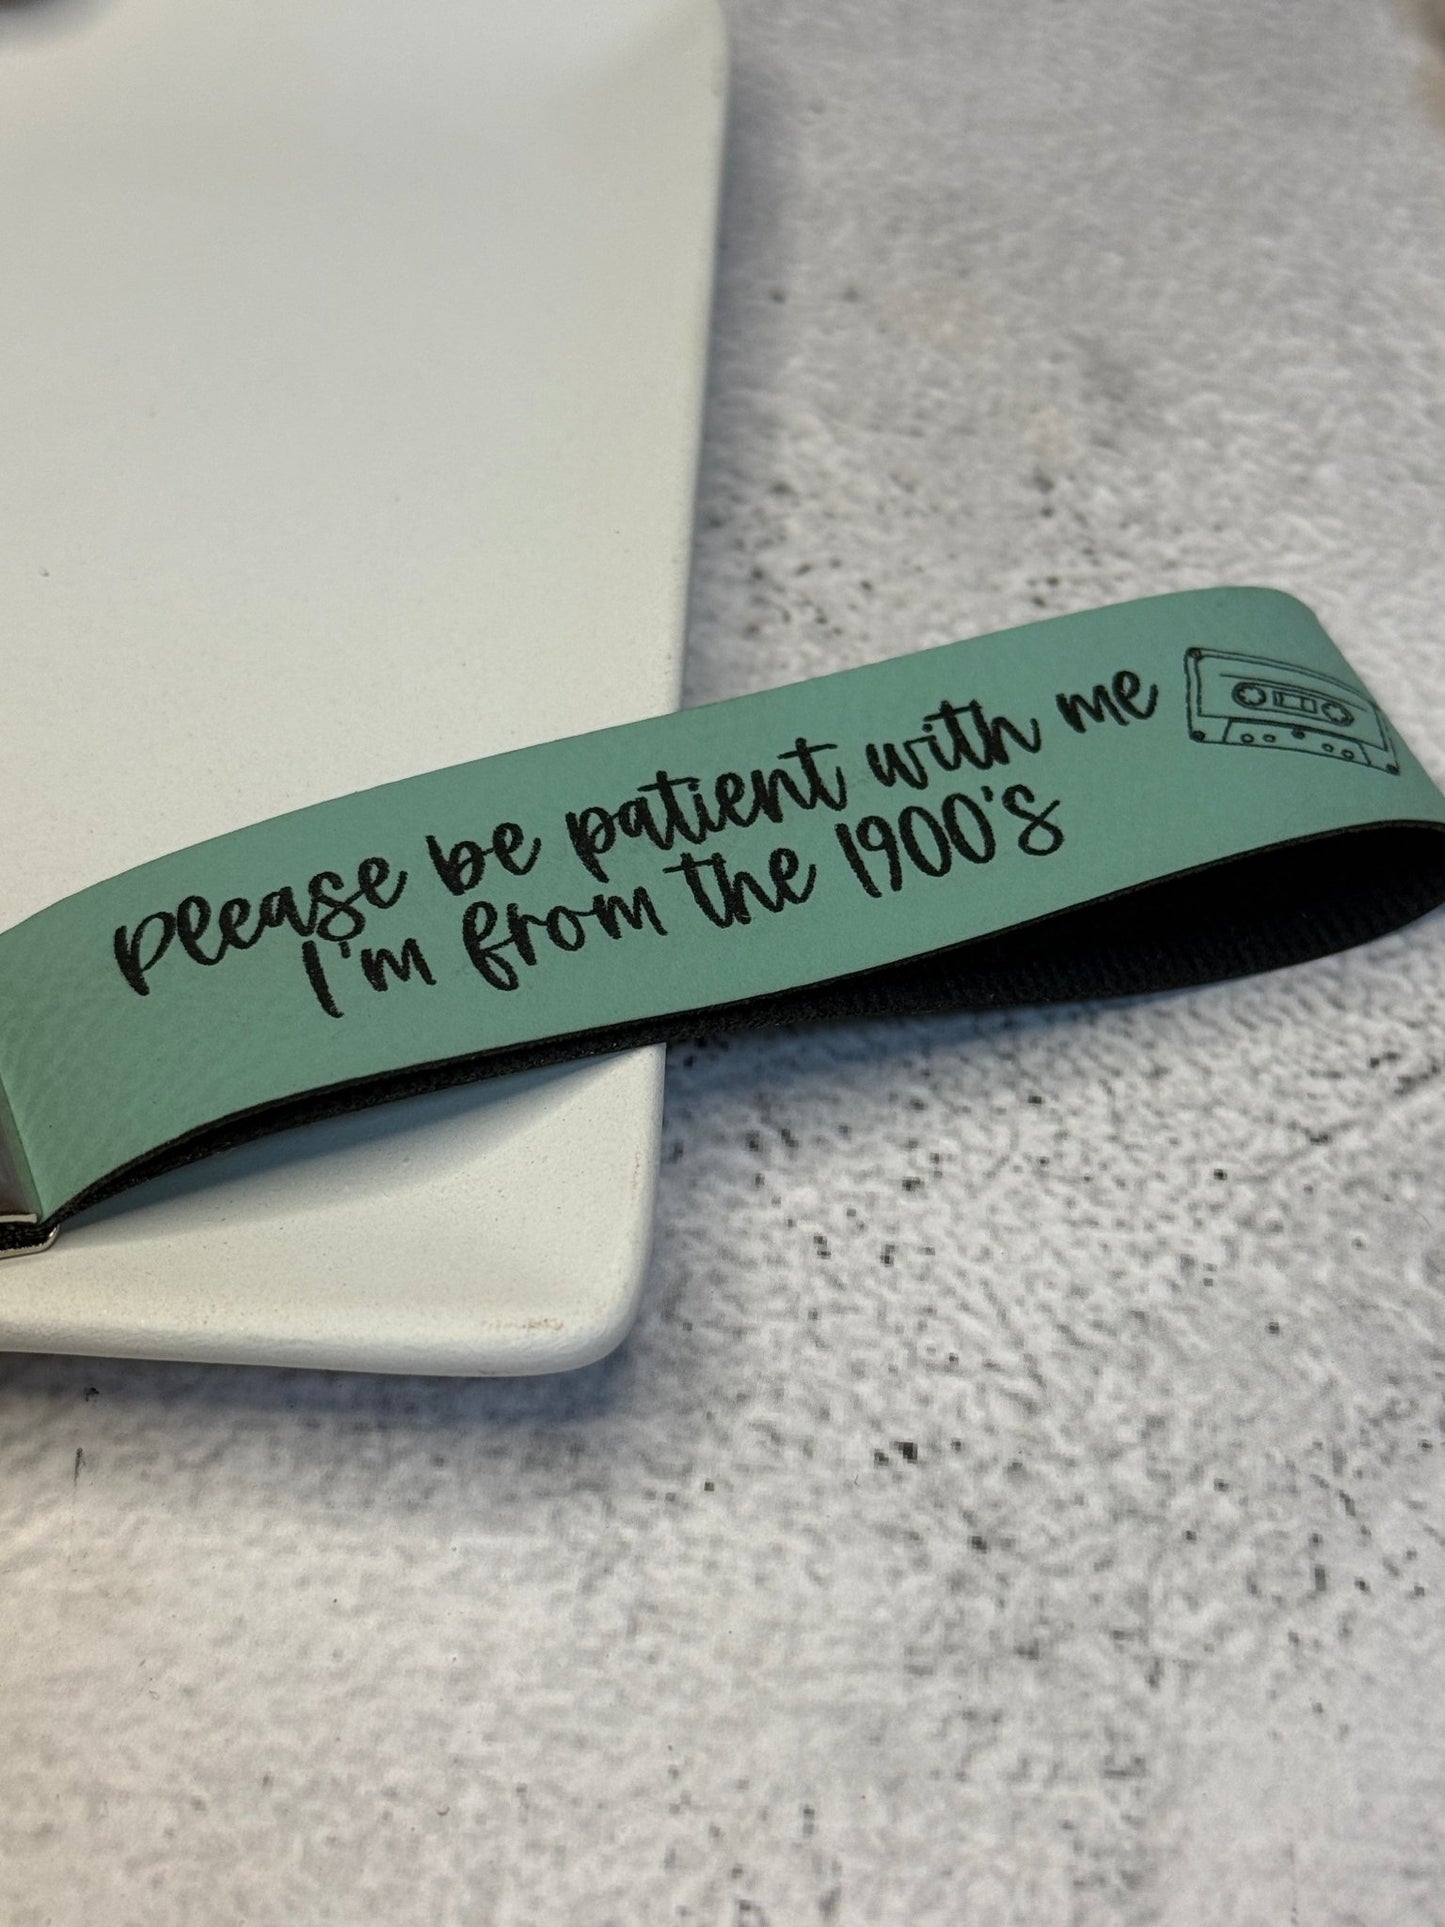 please be patient with me
I'm from the 1900's